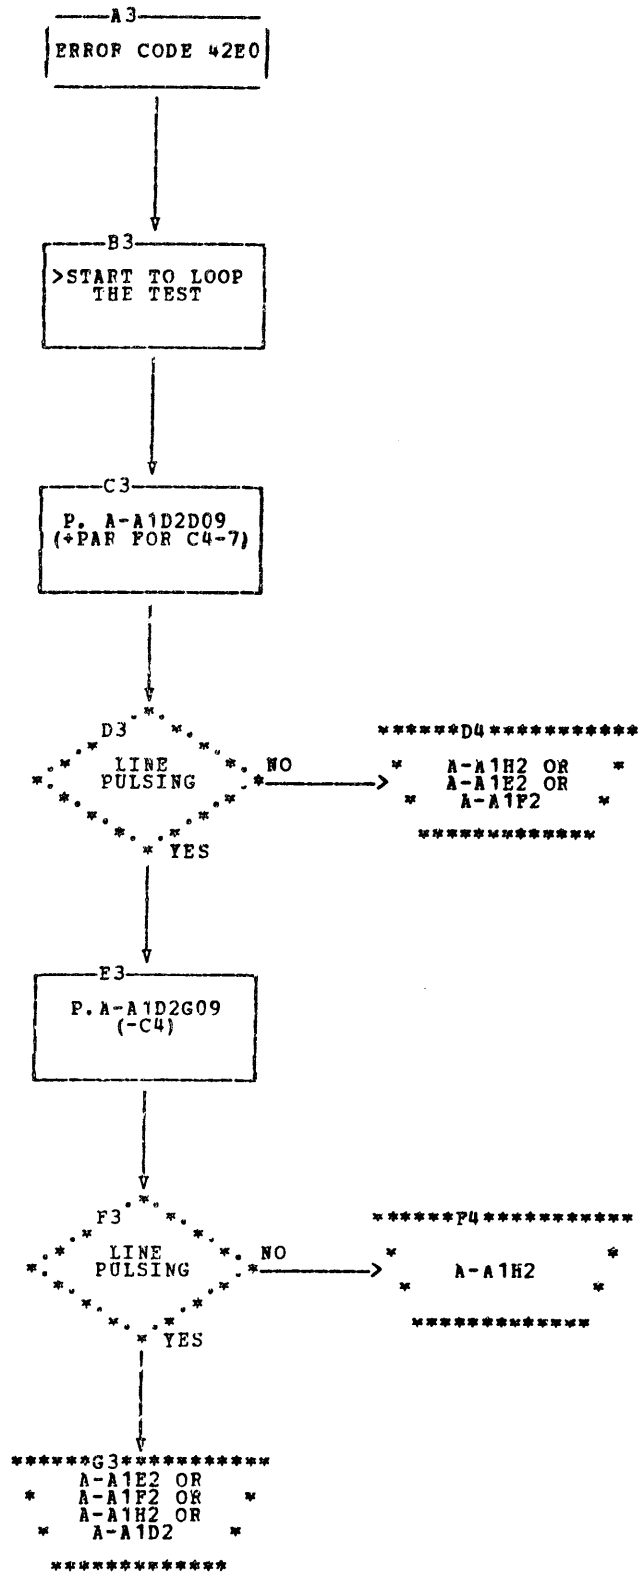 A3
ERROR CODE 42E0
B3
>START TO LOOP
THE TEST
C3
P. A-A1D2D09
(+PAR FOR C4-7)
D3
LINE
PULSING
NO
YES
D4
A-A1H2 OR
A-A1E2 OR
A-A1F2
E3
P.A-A1D2G09
(-C4)
F3
LINE
PULSING
NO
YES
F4
A-A1H2
G3
A-A1E2 OR
A-A1F2 OR
A-A1H2 OR
A-A1D2